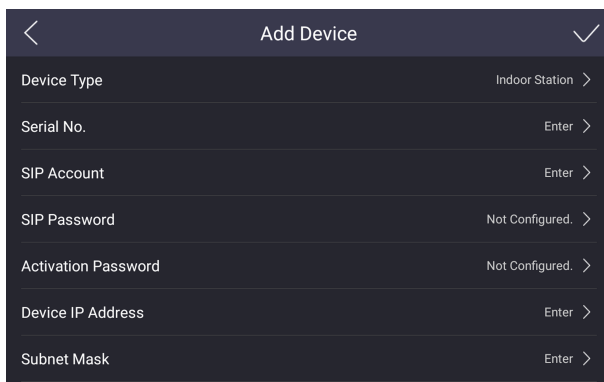 Add Device
Device Type Indoor Station
Serial No. Enter
SIP Account Enter
SIP Password Not Configured.
Activation Password Not Configured.
Device IP Address Enter
Subnet Mask Enter